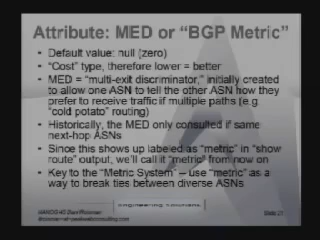 Attribute: MED or "BGP Metric"
• Default value: null (zero)
• "Cost" type, therefore lower = better
• MED = "multi-exit discriminator," initially created
to allow one ASN to tell the other ASN how they
prefer to receive traffic if multiple paths (e.g.
"cold potato" routing)
• Historically, the MED only consulted if same
next-hop ASNs
• Since this shows up labeled as "metric" in "show
route" output, we'll call it "metric" from now on
• Key to the "Metric System" – use "metric" as a
way to break ties between diverse ASNs
engineering solutions
Slide